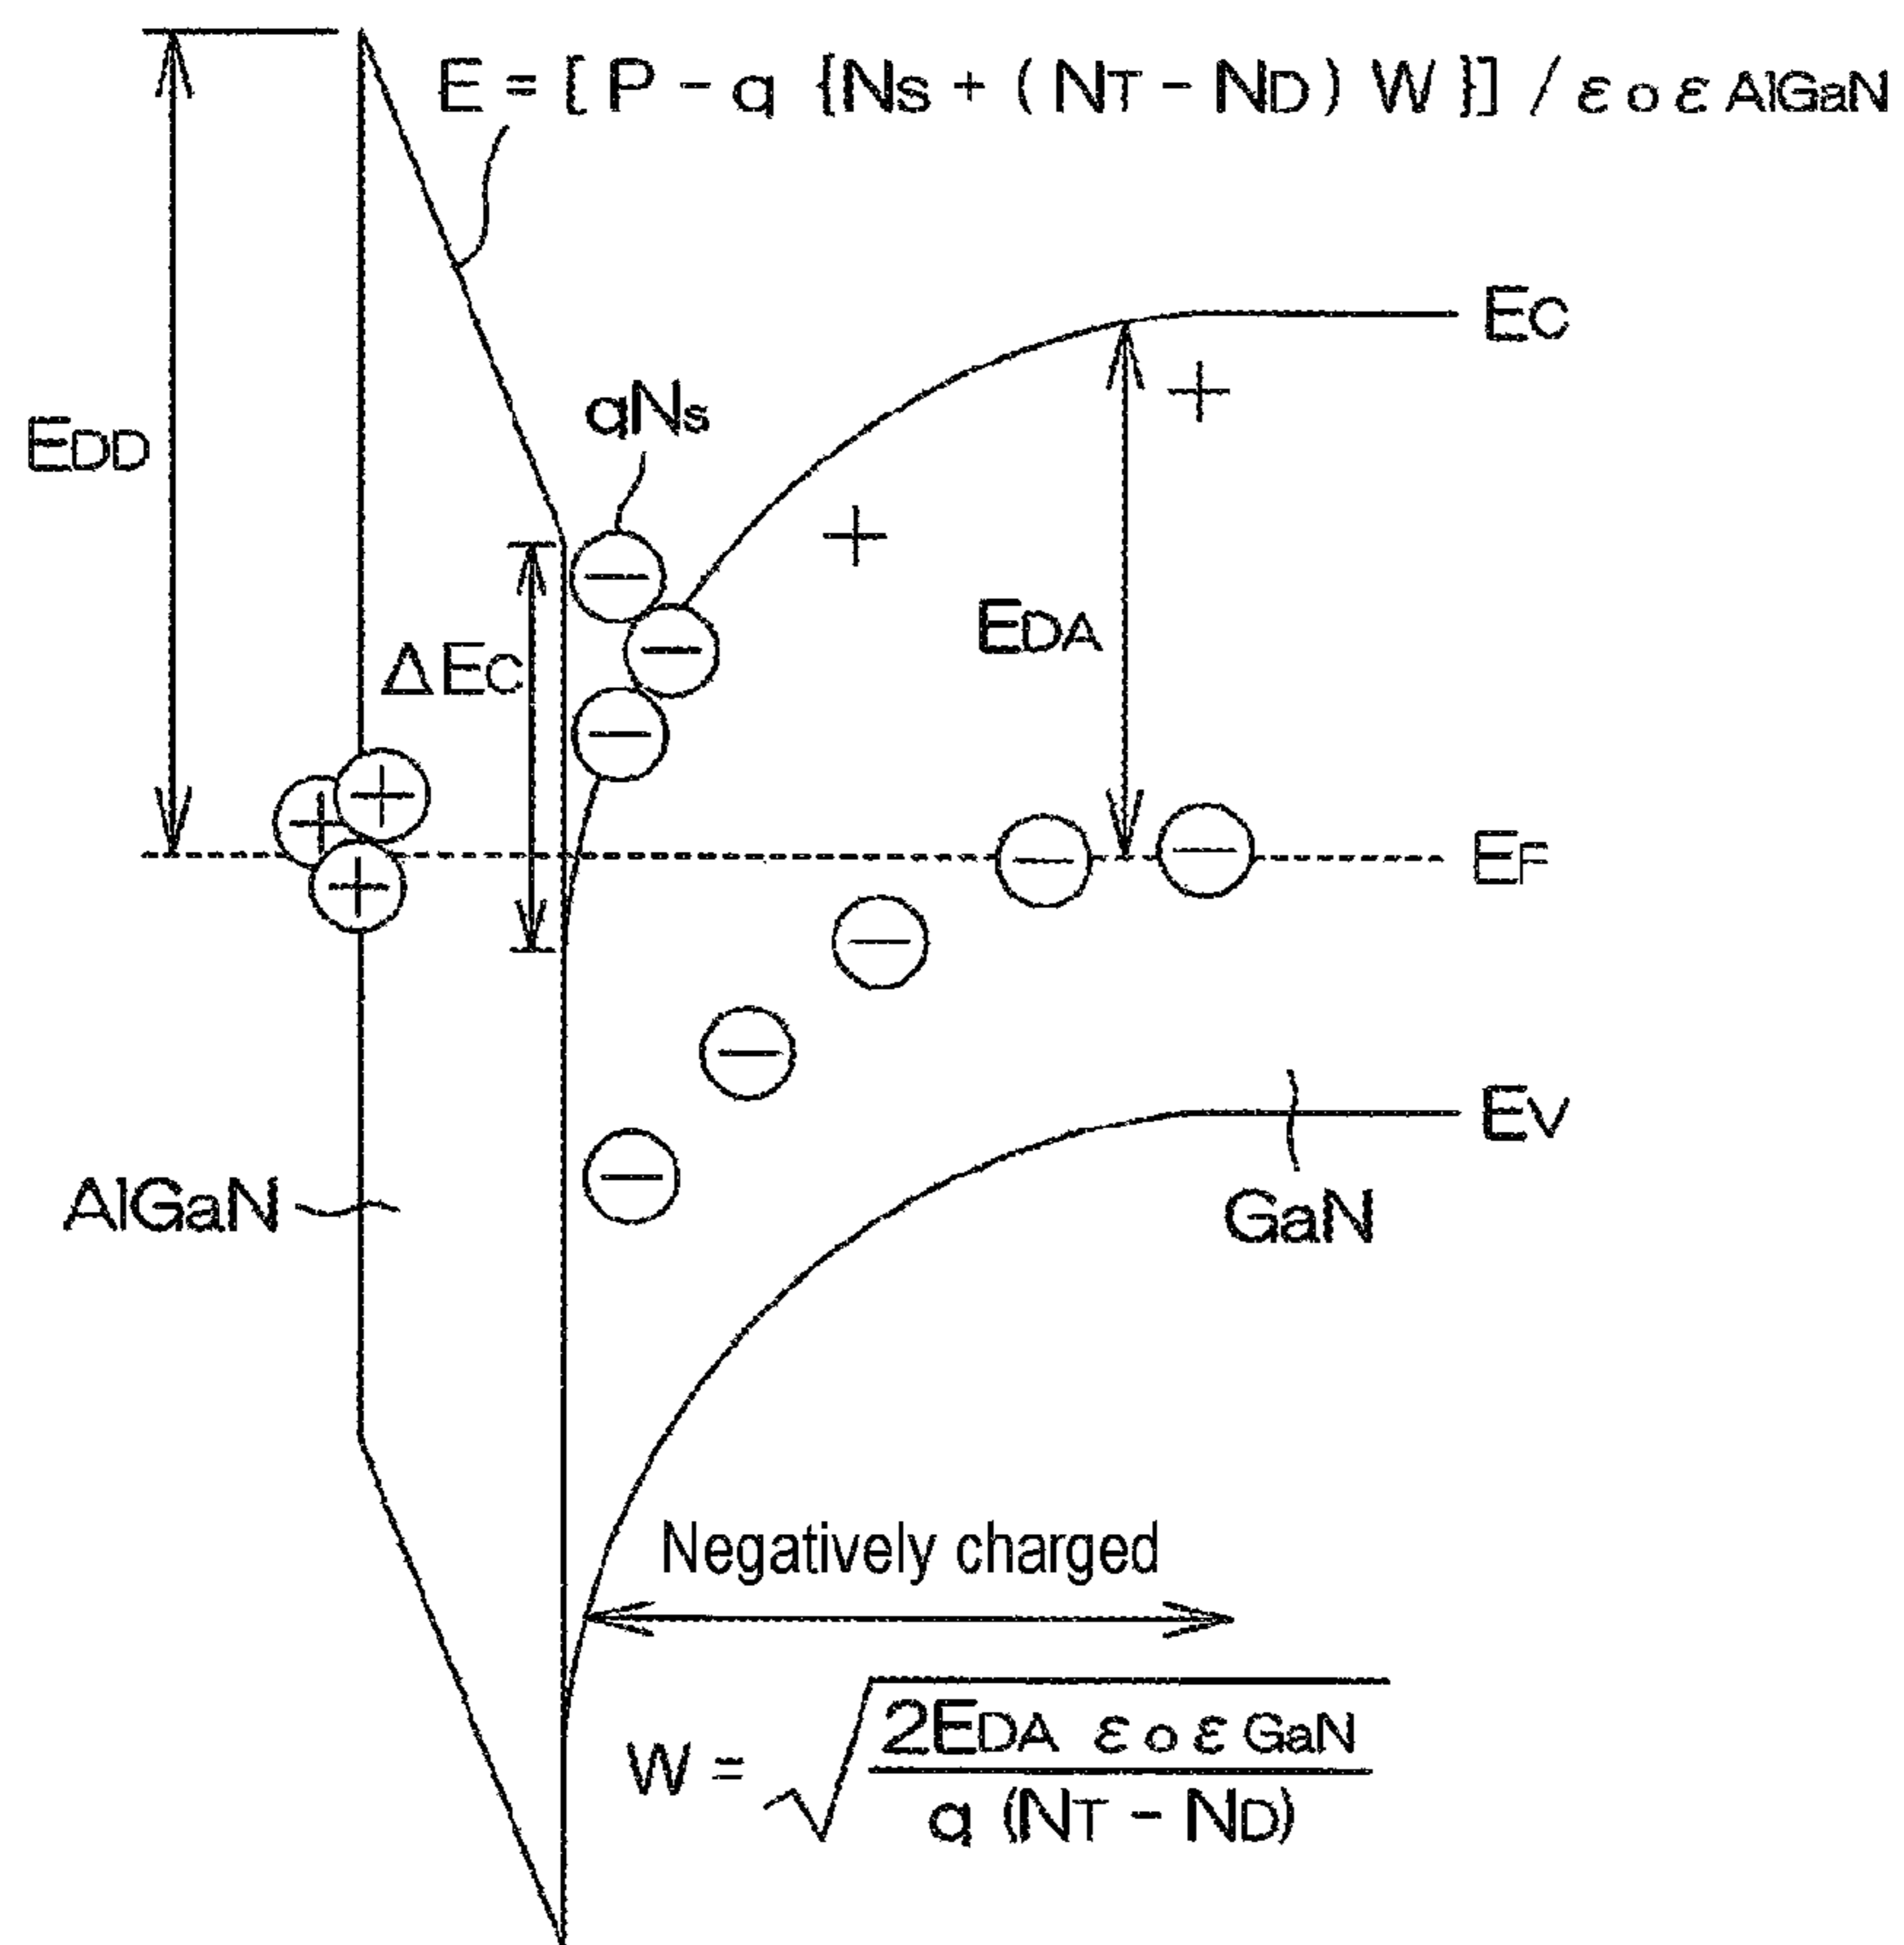 E = [ P - q {Ns + ( NT - ND ) W }] / ε o ε AlGaN
EC
qNs
EDD
EDA
ΔEC
EF
EV
AlGaN
GaN
Negatively charged
W = √ 2EDA ε o ε GaN
q (NT - ND)